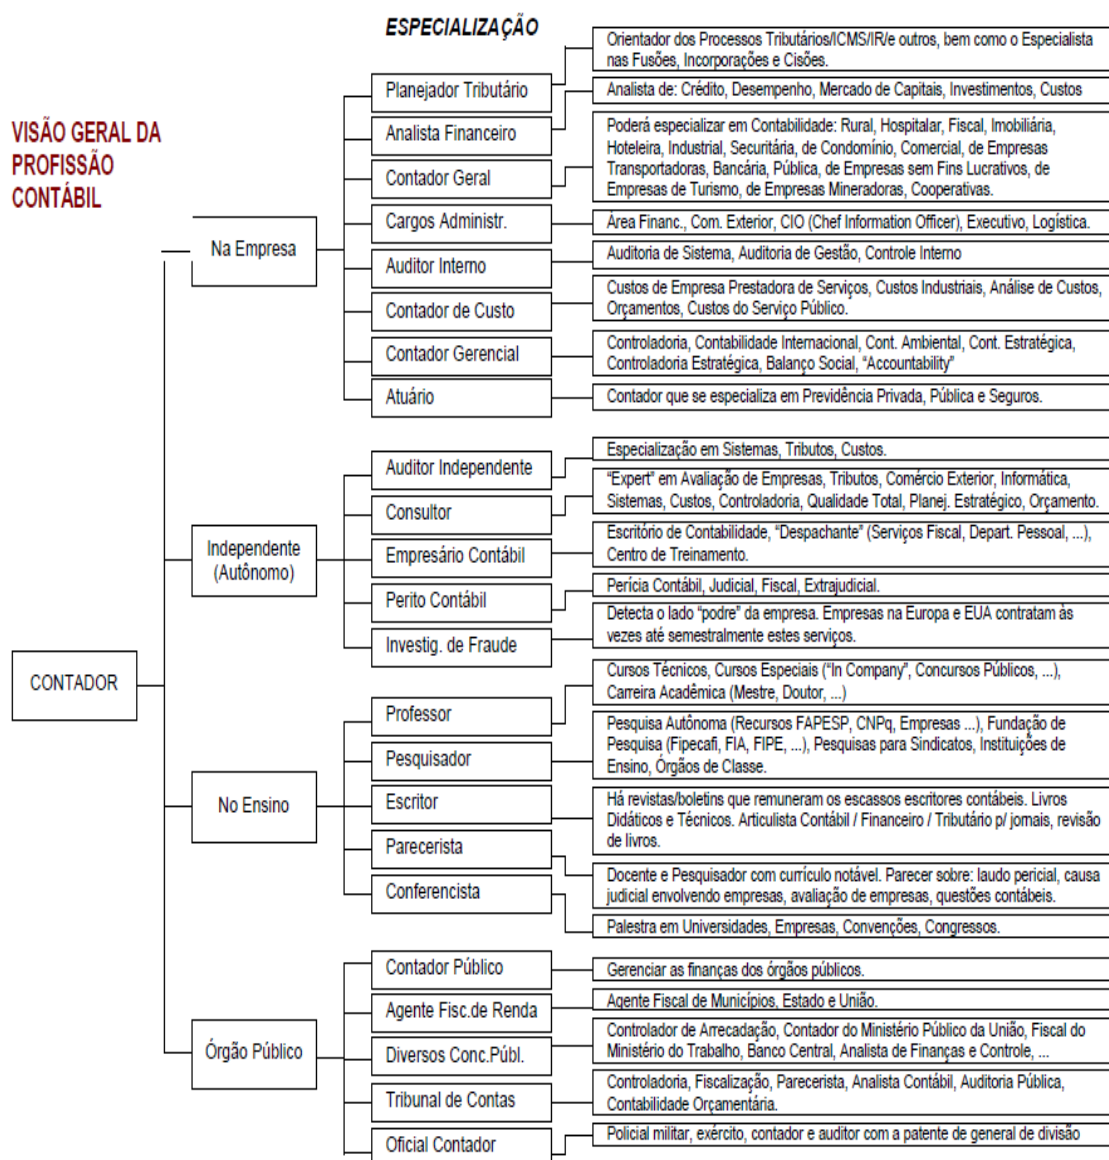 ESPECIALIZAÇÃO
VISÃO GERAL DA
PROFISSÃO
CONTÁBIL
CONTADOR
Na Empresa
Planejador Tributário
Orientador dos Processos Tributários/ICMS/IR/e outros, bem como o Especialista
nas Fusões, Incorporações e Cisões.
Analista Financeiro
Analista de: Crédito, Desempenho, Mercado de Capitais, Investimentos, Custos
Contador Geral
Poderá especializar em Contabilidade: Rural, Hospitalar, Fiscal, Imobiliária,
Hoteleira, Industrial, Securitária, de Condomínio, Comercial, de Empresas
Transportadoras, Bancária, Pública, de Empresas sem Fins Lucrativos, de
Empresas de Turismo, de Empresas Mineradoras, Cooperativas.
Cargos Administr.
Área Financ., Com. Exterior, CIO (Chef Information Officer), Executivo, Logística.
Auditor Interno
Auditoria de Sistema, Auditoria de Gestão, Controle Interno
Contador de Custo
Custos de Empresa Prestadora de Serviços, Custos Industriais, Análise de Custos,
Orçamentos, Custos do Serviço Público.
Contador Gerencial
Controladoria, Contabilidade Internacional, Cont. Ambiental, Cont. Estratégica,
Controladoria Estratégica, Balanço Social, “Accountability”
Atuário
Contador que se especializa em Previdência Privada, Pública e Seguros.
Independente
(Autônomo)
Auditor Independente
Especialização em Sistemas, Tributos, Custos.
Consultor
“Expert” em Avaliação de Empresas, Tributos, Comércio Exterior, Informática,
Sistemas, Custos, Controladoria, Qualidade Total, Planej. Estratégico, Orçamento.
Empresário Contábil
Escritório de Contabilidade, “Despachante” (Serviços Fiscal, Depart. Pessoal, ...),
Centro de Treinamento.
Perito Contábil
Perícia Contábil, Judicial, Fiscal, Extrajudicial.
Investig. de Fraude
Detecta o lado “podre” da empresa. Empresas na Europa e EUA contratam às
vezes até semestralmente estes serviços.
No Ensino
Professor
Cursos Técnicos, Cursos Especiais (“In Company”, Concursos Públicos, ...),
Carreira Acadêmica (Mestre, Doutor, ...)
Pesquisador
Pesquisa Autônoma (Recursos FAPESP, CNPq, Empresas ...), Fundação de
Pesquisa (Fipecafi, FIA, FIPE, ...), Pesquisas para Sindicatos, Instituições de
Ensino, Órgãos de Classe.
Escritor
Há revistas/boletins que remuneram os escassos escritores contábeis. Livros
Didáticos e Técnicos. Articulista Contábil / Financeiro / Tributário p/ jornais, revisão
de livros.
Parecerista
Docente e Pesquisador com currículo notável. Parecer sobre: laudo pericial, causa
judicial envolvendo empresas, avaliação de empresas, questões contábeis.
Conferencista
Palestra em Universidades, Empresas, Convenções, Congressos.
Órgão Público
Contador Público
Gerenciar as finanças dos órgãos públicos.
Agente Fisc.de Renda
Agente Fiscal de Municípios, Estado e União.
Diversos Conc.Públ.
Controlador de Arrecadação, Contador do Ministério Público da União, Fiscal do
Ministério do Trabalho, Banco Central, Analista de Finanças e Controle, ...
Tribunal de Contas
Controladoria, Fiscalização, Parecerista, Analista Contábil, Auditoria Pública,
Contabilidade Orçamentária.
Oficial Contador
Policial militar, exército, contador e auditor com a patente de general de divisão